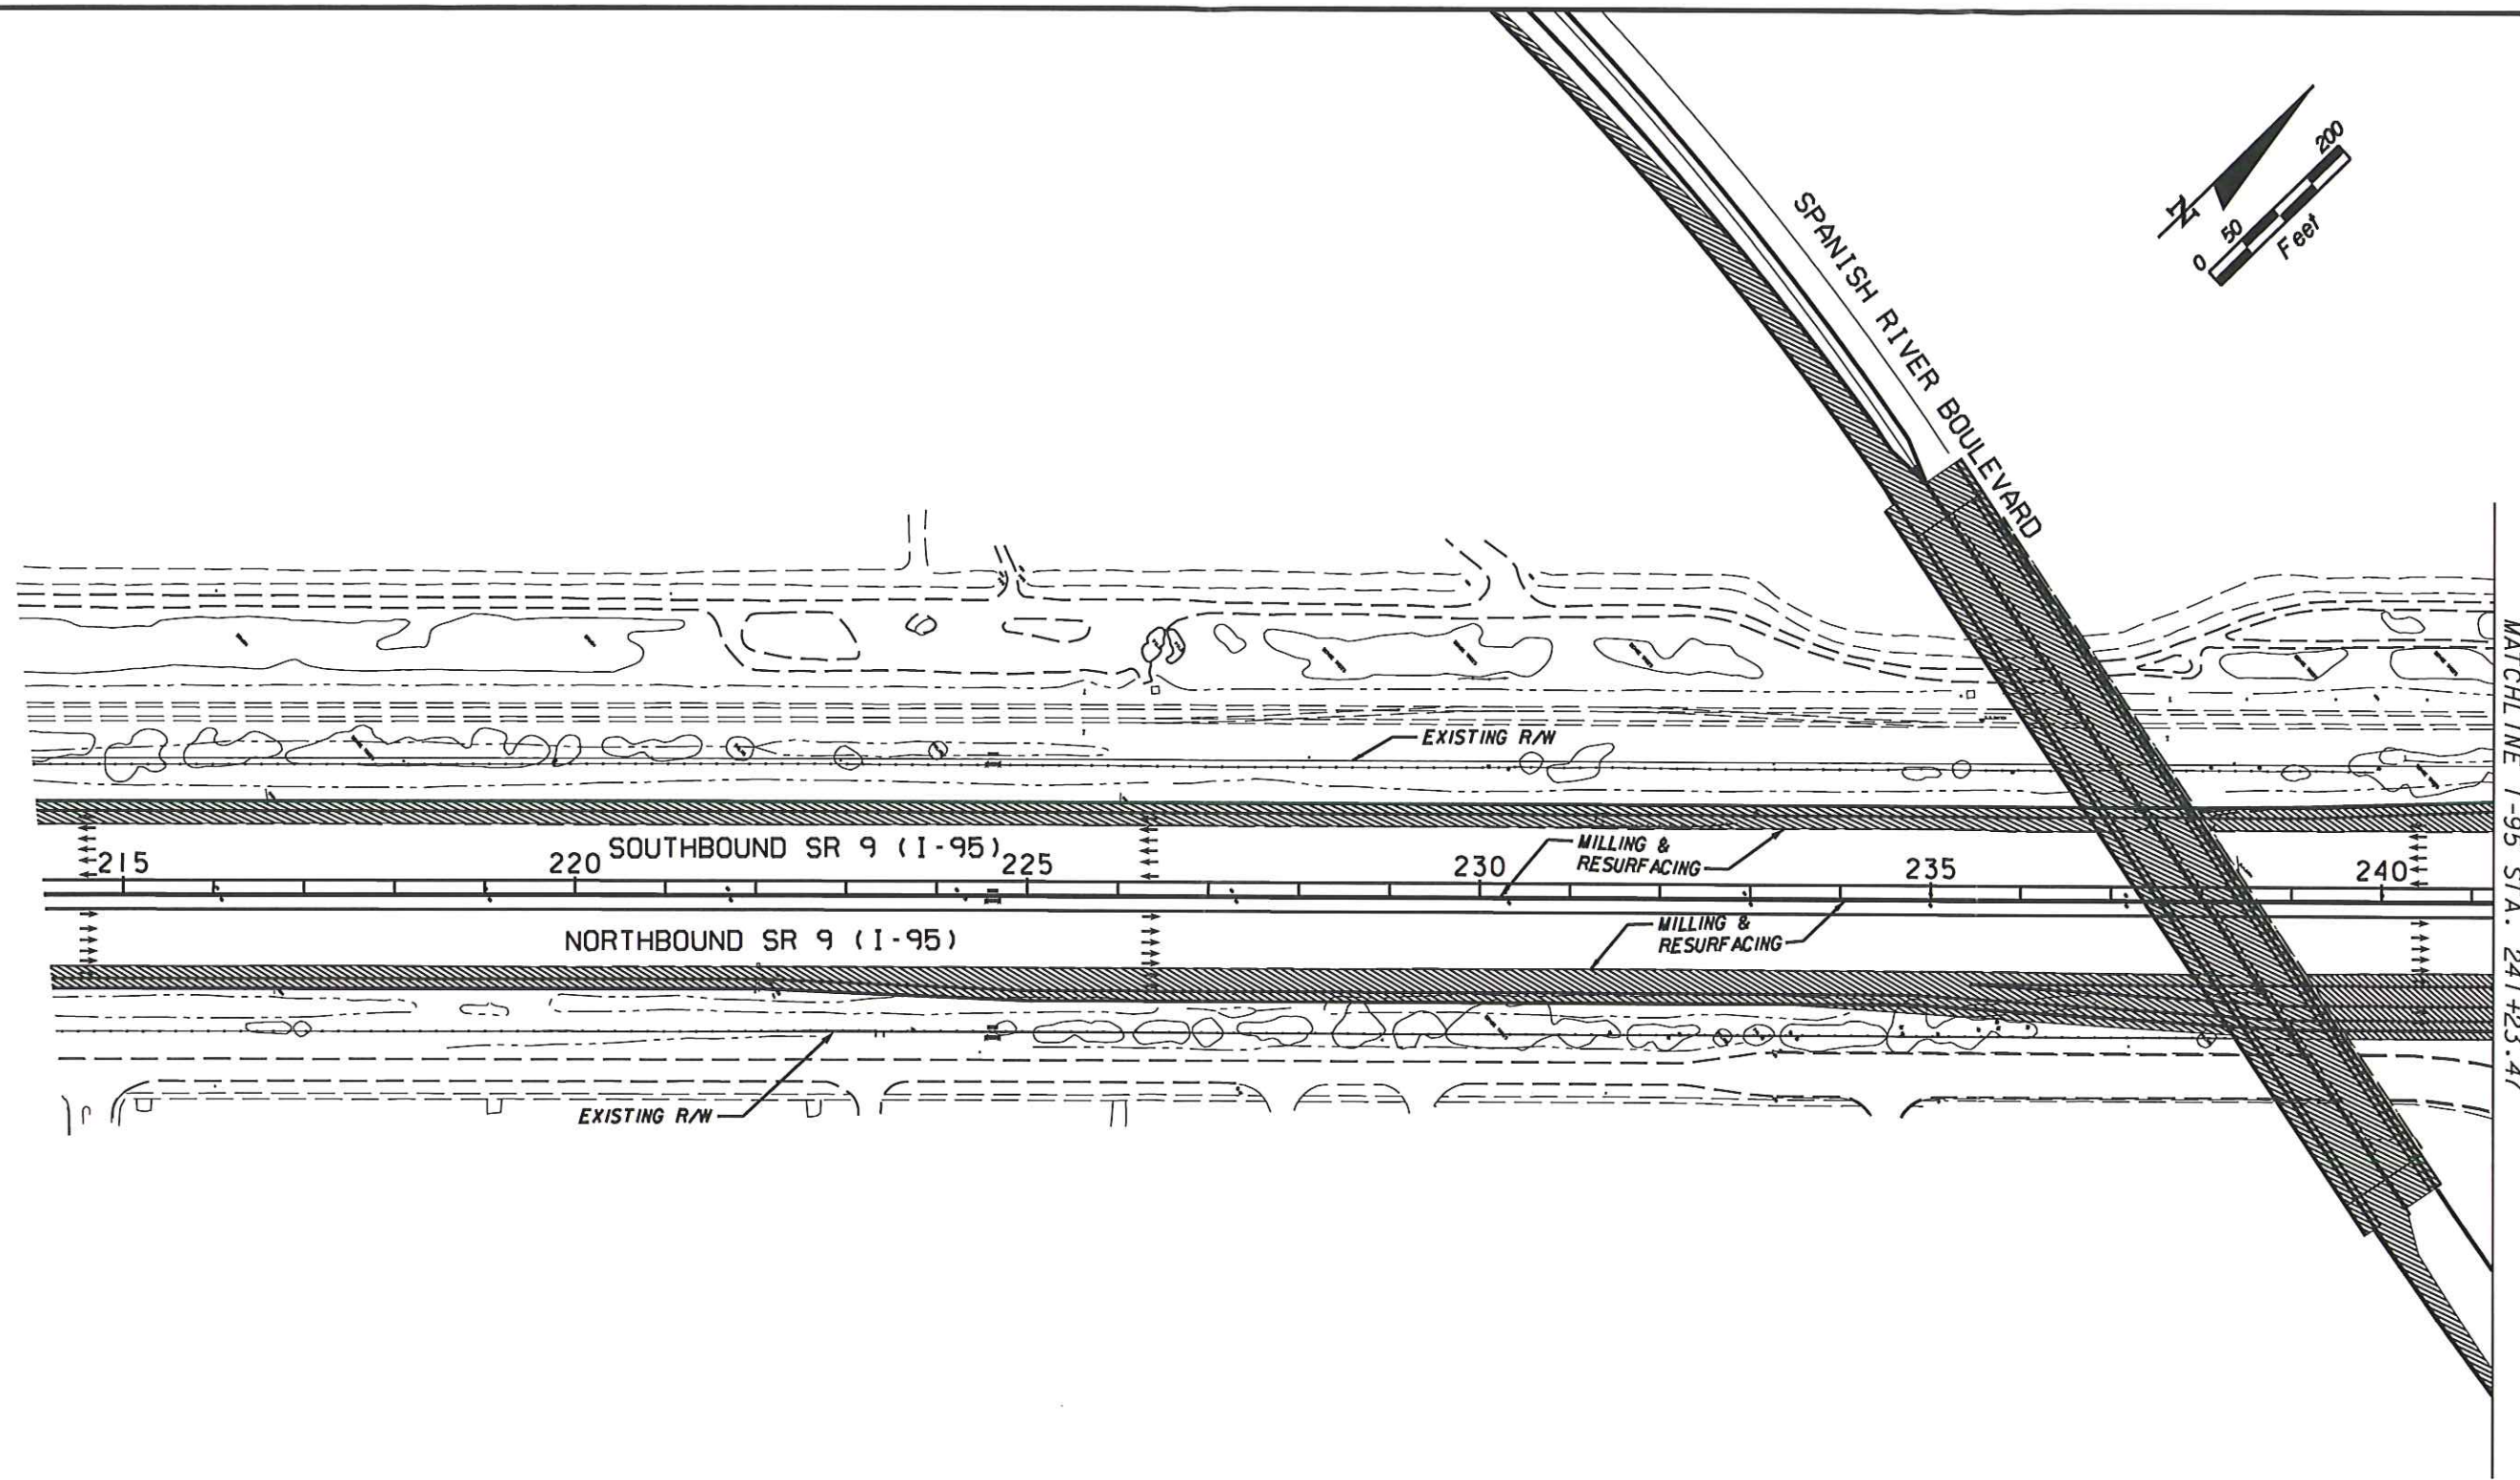 SPANISH RIVER BOULEVARD
N
0
50
200
Feet
EXISTING R/W
SOUTHBOUND SR 9 (I-95)
MILLING &
RESURFACING
215
220
225
230
235
240
NORTHBOUND SR 9 (I-95)
MILLING &
RESURFACING
EXISTING R/W
MATCHLINE I-95 STA. 241+23.47